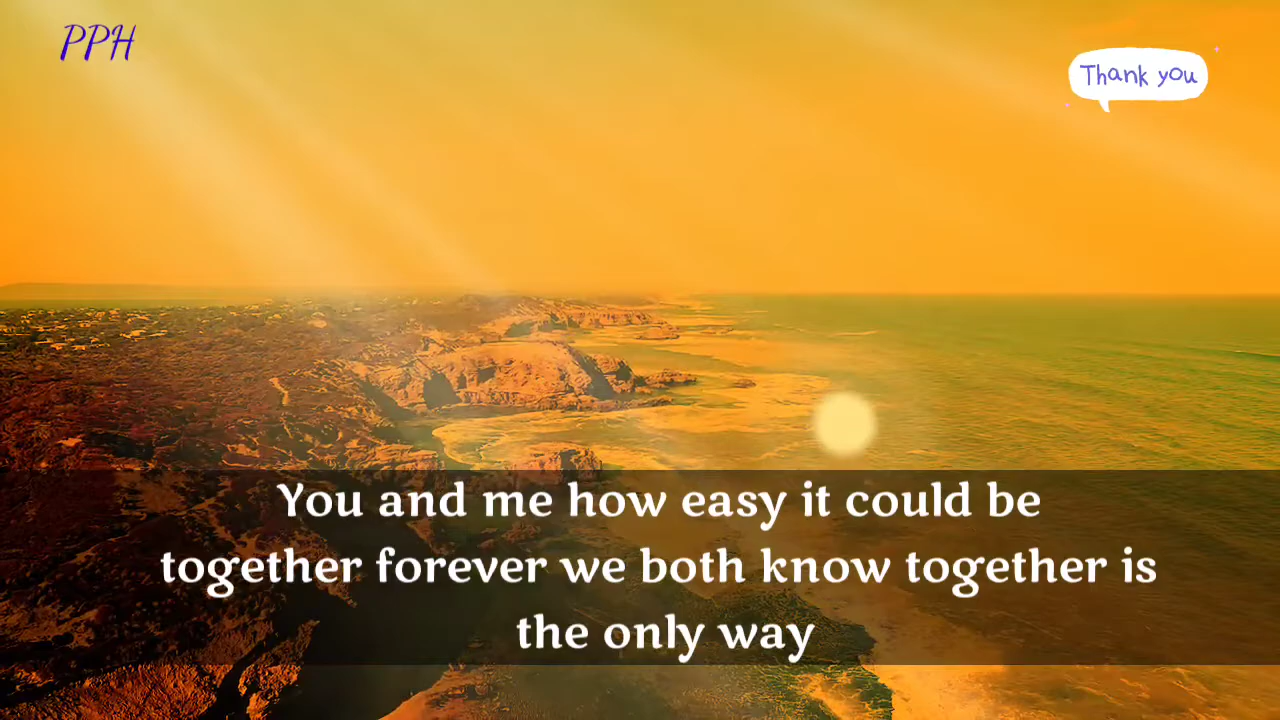 PPH
Thank you
You and me how easy it could be
together forever we both know together is
the only way